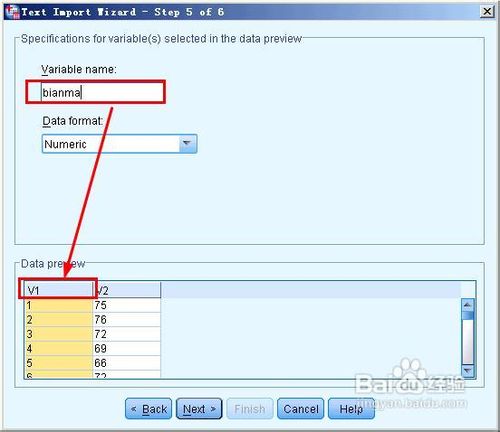 Text Import Wizard - Step 5 of 6
Specifications for variable(s) selected in the data preview
Variable name:
bianma
Data format:
Numeric
Data preview
V1 V2
1 75
2 76
3 72
4 69
5 66
6 72
< Back Next > Finish Cancel Help
Baidu 经验
jingyan.baidu.com